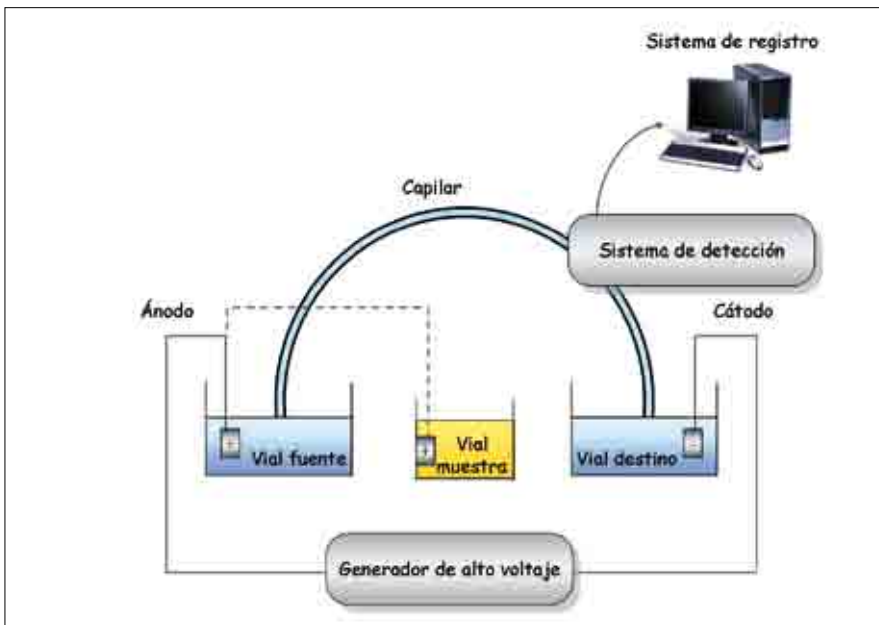 Sistema de registro
Capilar
Sistema de detección
Ánodo
Cátodo
+
+
-
Vial fuente
Vial
muestra
Vial destino
Generador de alto voltaje